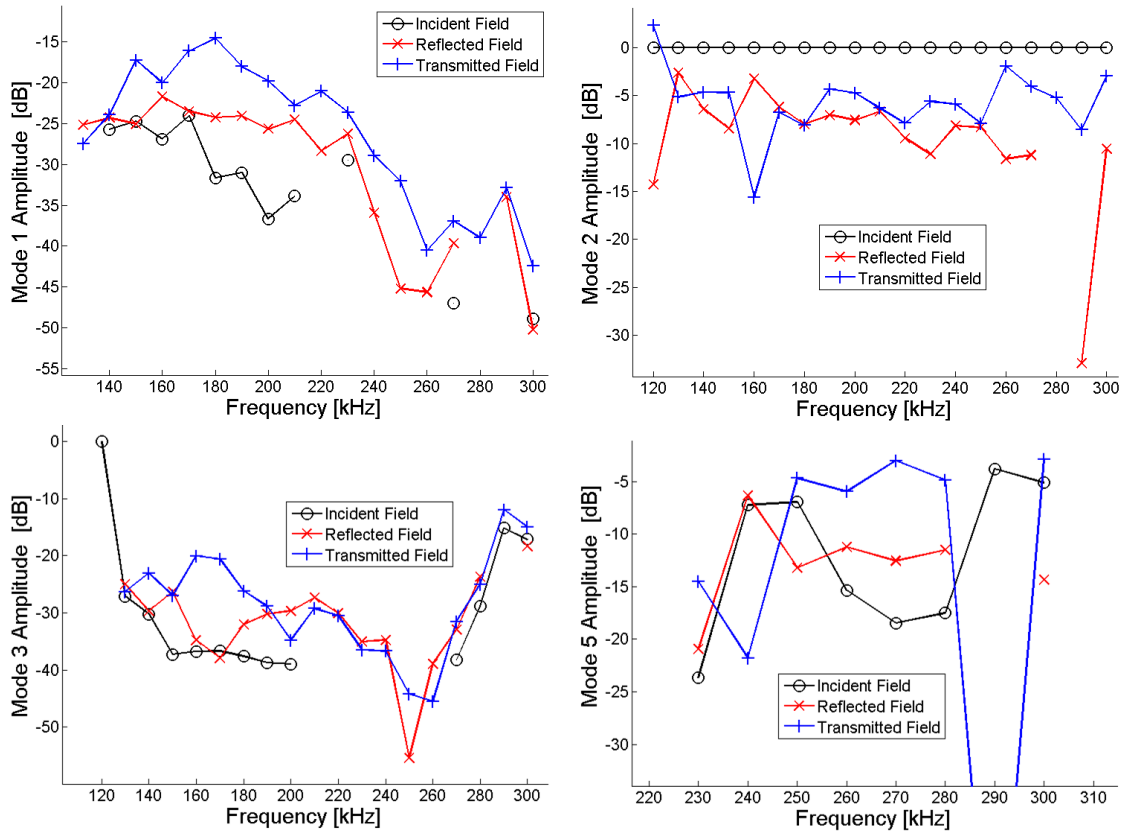 Mode 1 Amplitude [dB]
-15
-20
-25
-30
-35
-40
-45
-50
-55
Incident Field
Reflected Field
Transmitted Field
140 160 180 200 220 240 260 280 300
Frequency [kHz]
Mode 2 Amplitude [dB]
0
-5
-10
-15
-20
-25
-30
Incident Field
Reflected Field
Transmitted Field
120 140 160 180 200 220 240 260 280 300
Frequency [kHz]
Mode 3 Amplitude [dB]
0
-10
-20
-30
-40
-50
Incident Field
Reflected Field
Transmitted Field
120 140 160 180 200 220 240 260 280 300
Frequency [kHz]
Mode 5 Amplitude [dB]
-5
-10
-15
-20
-25
-30
Incident Field
Reflected Field
Transmitted Field
220 230 240 250 260 270 280 290 300 310
Frequency [kHz]